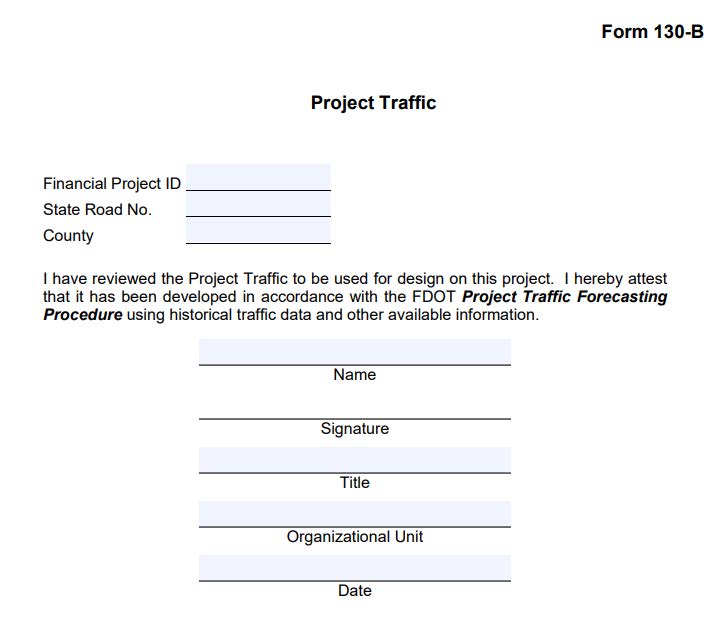 Form 130-B
Project Traffic
Financial Project ID
State Road No.
County
I have reviewed the Project Traffic to be used for design on this project. I hereby attest
that it has been developed in accordance with the FDOT Project Traffic Forecasting
Procedure using historical traffic data and other available information.
Name
Signature
Title
Organizational Unit
Date